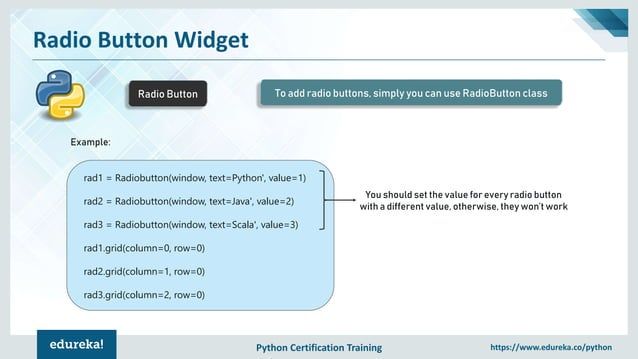 Radio Button Widget
Radio Button
To add radio buttons, simply you can use RadioButton class
Example:
rad1 = Radiobutton(window, text=Python', value=1)
rad2 = Radiobutton(window, text=Java', value=2)
rad3 = Radiobutton(window, text=Scala', value=3)
rad1.grid(column=0, row=0)
rad2.grid(column=1, row=0)
rad3.grid(column=2, row=0)
You should set the value for every radio button
with a different value, otherwise, they won't work
edureka!
Python Certification Training
https://www.edureka.co/python